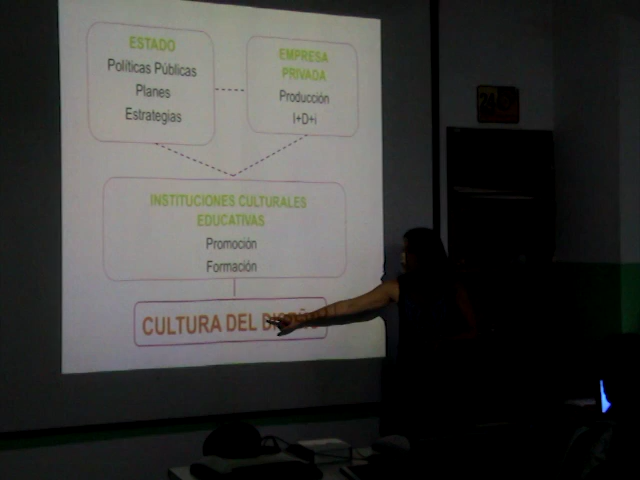 ESTADO
Políticas Públicas
Planes
Estrategias
EMPRESA
PRIVADA
Producción
I+D+i
INSTITUCIONES CULTURALES
EDUCATIVAS
Promoción
Formación
CULTURA DEL